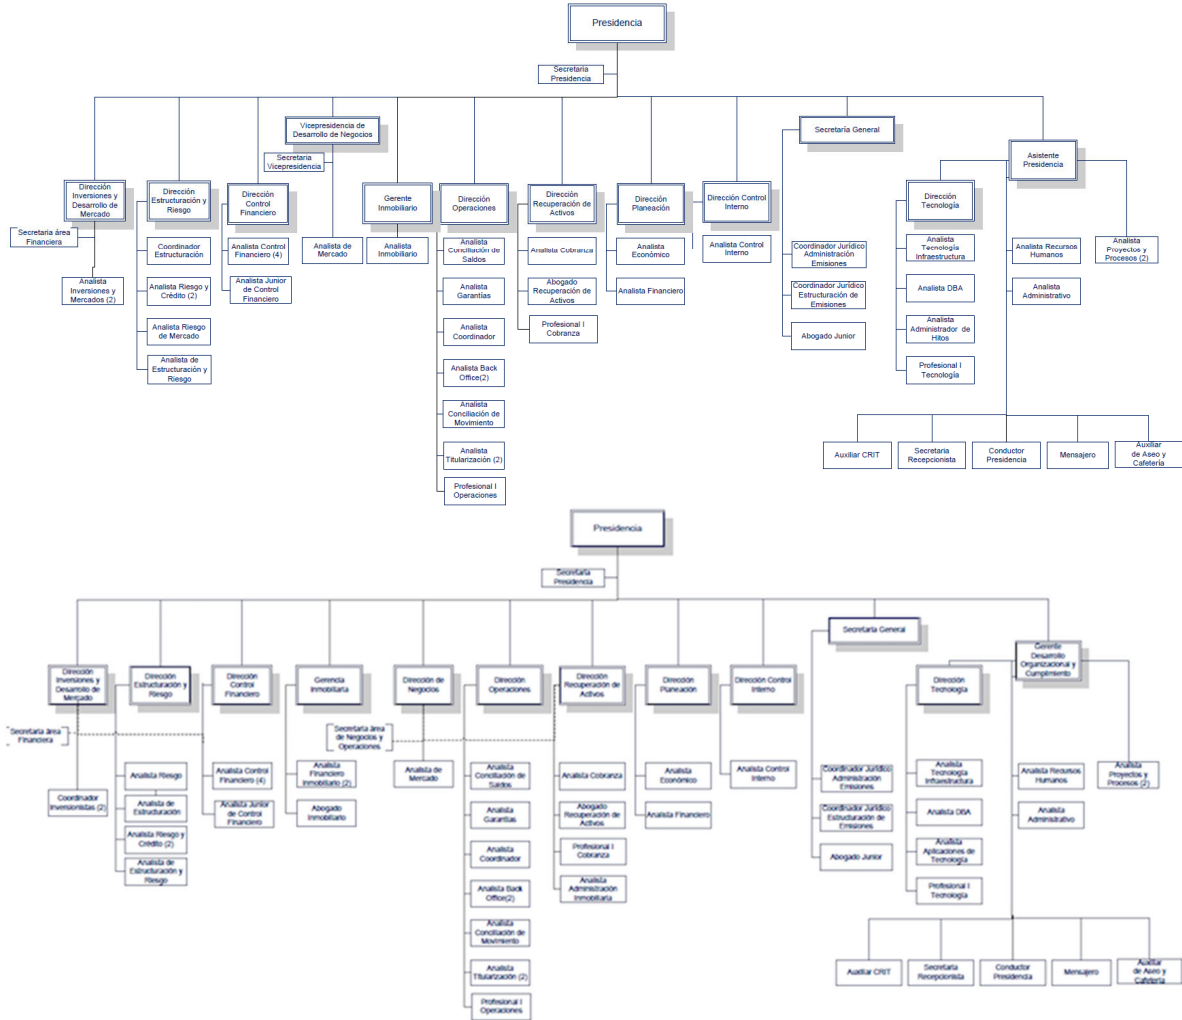 Presidencia
Secretaria
Presidencia
Vicepresidencia de
Desarrollo de Negocios
Secretaria
Vicepresidencia
Secretaría General
Asistente
Presidencia
Dirección
Inversiones y
Desarrollo de
Mercado
Dirección
Estructuración y
Riesgo
Dirección
Control
Financiero
Gerente
Inmobiliario
Dirección
Operaciones
Dirección
Recuperación de
Activos
Dirección
Planeación
Dirección Control
Interno
Dirección
Tecnología
Secretaria área
Financiera
Analista
Inversiones y
Mercados (2)
Coordinador
Estructuración
Analista Riesgo y
Crédito (2)
Analista Riesgo
de Mercado
Analista de
Estructuración y
Riesgo
Analista Control
Financiero (4)
Analista Junior
de Control
Financiero
Analista de
Mercado
Analista
Inmobiliario
Analista
Conciliación de
Saldos
Analista
Garantías
Analista
Coordinador
Analista Back
Office(2)
Analista
Conciliación de
Movimiento
Analista
Titularización (2)
Profesional I
Operaciones
Analista Cobranza
Abogado
Recuperación de
Activos
Profesional I
Cobranza
Analista
Económico
Analista Financiero
Analista Control
Interno
Coordinador Jurídico
Administración
Emisiones
Coordinador Jurídico
Estructuración de
Emisiones
Abogado Junior
Analista
Tecnología
Infraestructura
Analista DBA
Analista
Administrador de
Hitos
Profesional I
Tecnología
Analista Recursos
Humanos
Analista
Administrativo
Analista
Proyectos y
Procesos (2)
Auxiliar CRIT
Secretaria
Recepcionista
Conductor
Presidencia
Mensajero
Auxiliar
de Aseo y
Cafetería
Presidencia
Secretaria
Presidencia
Secretaría General
Gerente
Desarrollo
Organizacional y
Cumplimiento
Dirección
Inversiones y
Desarrollo de
Mercado
Dirección
Estructuración y
Riesgo
Dirección
Control
Financiero
Gerencia
Inmobiliaria
Dirección de
Negocios
Dirección
Operaciones
Dirección
Recuperación de
Activos
Dirección
Planeación
Dirección Control
Interno
Dirección
Tecnología
Secretaria área
Financiera
Secretaria área
de Negocios y
Operaciones
Coordinador
Inversionistas (2)
Analista Riesgo
Analista de
Estructuración
Analista Riesgo y
Crédito (2)
Analista de
Estructuración y
Riesgo
Analista Control
Financiero (4)
Analista Junior
de Control
Financiero
Analista
Financiero
Inmobiliario (2)
Abogado
Inmobiliario
Analista de
Mercado
Analista
Conciliación de
Saldos
Analista
Garantías
Analista
Coordinador
Analista Back
Office(2)
Analista
Conciliación de
Movimiento
Analista
Titularización (2)
Profesional I
Operaciones
Analista Cobranza
Abogado
Recuperación de
Activos
Profesional I
Cobranza
Analista
Administración
Inmobiliaria
Analista
Económico
Analista Financiero
Analista Control
Interno
Coordinador Jurídico
Administración
Emisiones
Coordinador Jurídico
Estructuración de
Emisiones
Abogado Junior
Analista
Tecnología
Infraestructura
Analista DBA
Analista
Aplicaciones de
Tecnología
Profesional I
Tecnología
Analista Recursos
Humanos
Analista
Administrativo
Analista
Proyectos y
Procesos (2)
Auxiliar CRIT
Secretaria
Recepcionista
Conductor
Presidencia
Mensajero
Auxiliar
de Aseo y
Cafetería